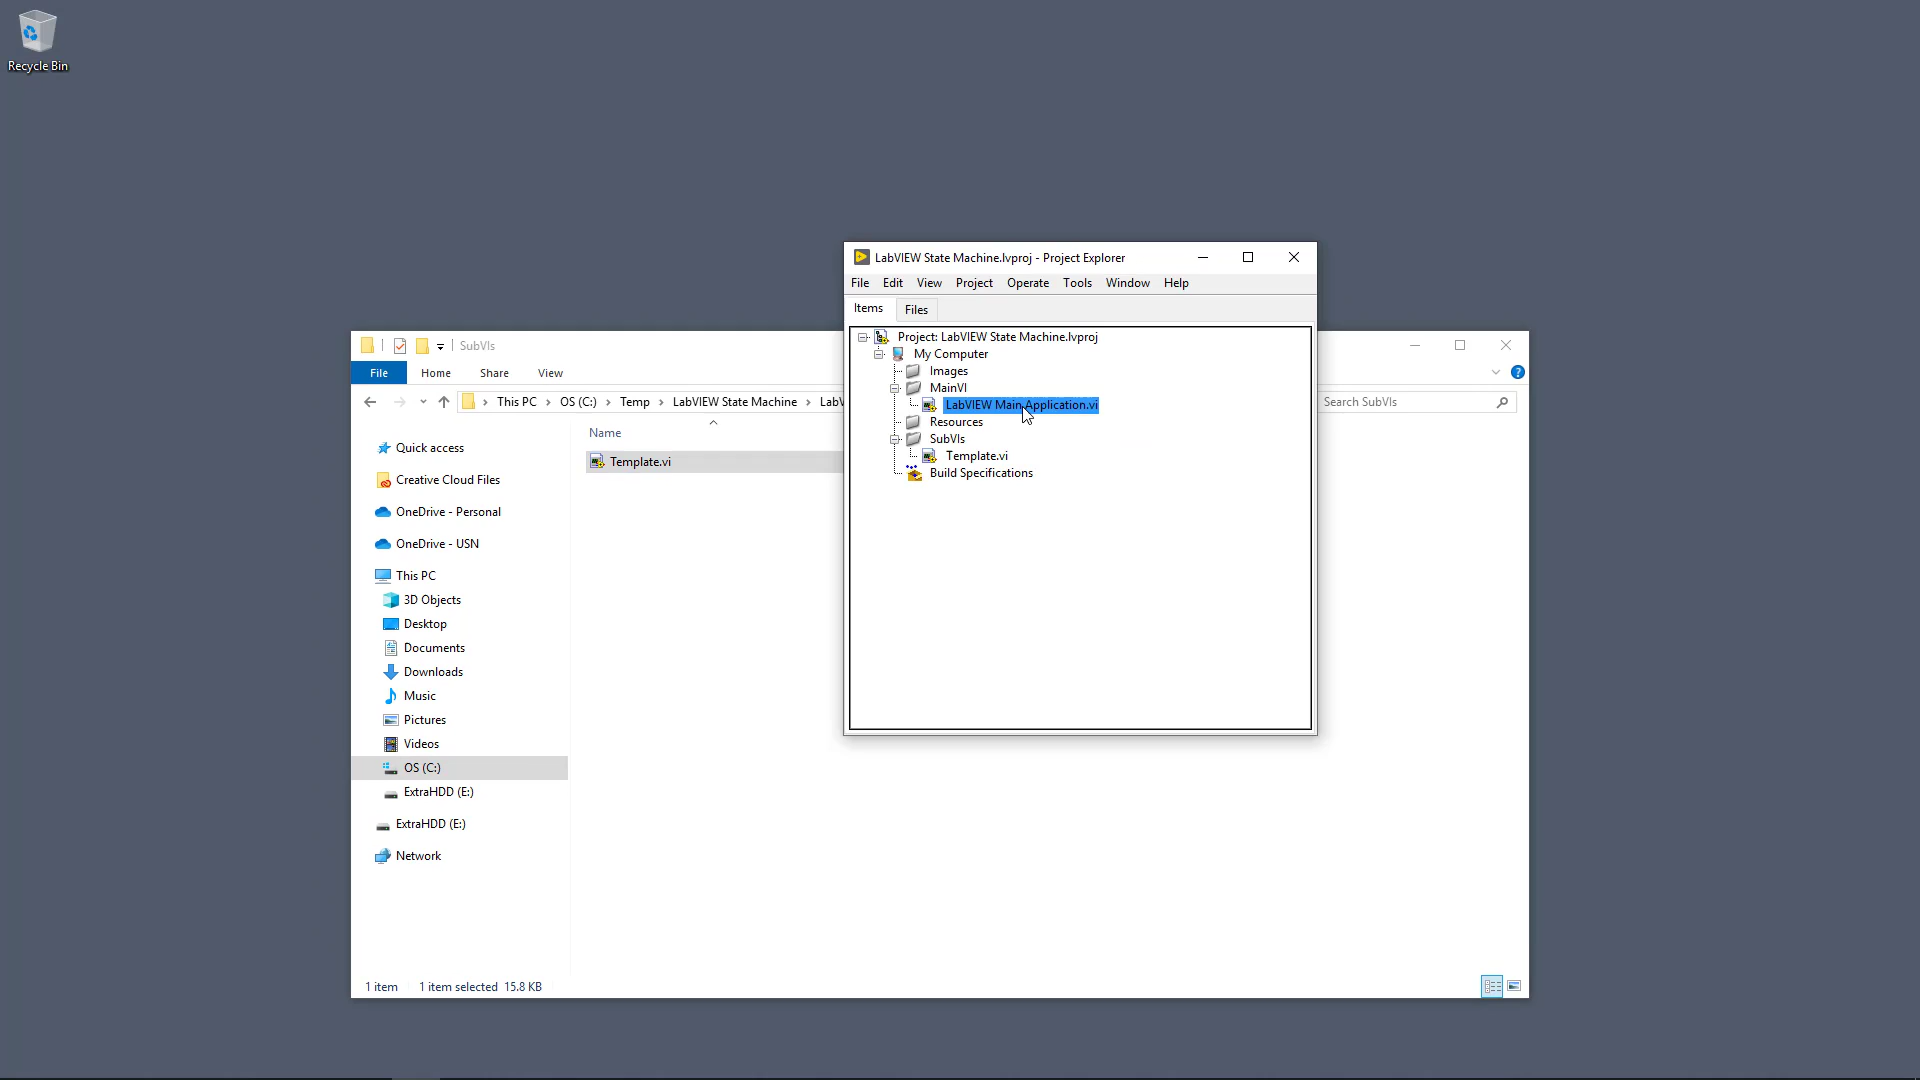 Recycle Bin
LabVIEW State Machine.lvproj - Project Explorer
File Edit View Project Operate Tools Window Help
Items Files
Project: LabVIEW State Machine.lvproj
My Computer
Images
MainVI
LabVIEW Main Application.vi
Resources
SubVIs
Template.vi
Build Specifications
SubVIs
File Home Share View
This PC OS (C:) Temp LabVIEW State Machine LabV
Search SubVIs
Name
Template.vi
Quick access
Creative Cloud Files
OneDrive - Personal
OneDrive - USN
This PC
3D Objects
Desktop
Documents
Downloads
Music
Pictures
Videos
OS (C:)
ExtraHDD (E:)
ExtraHDD (E:)
Network
1 item 1 item selected 15.8 KB